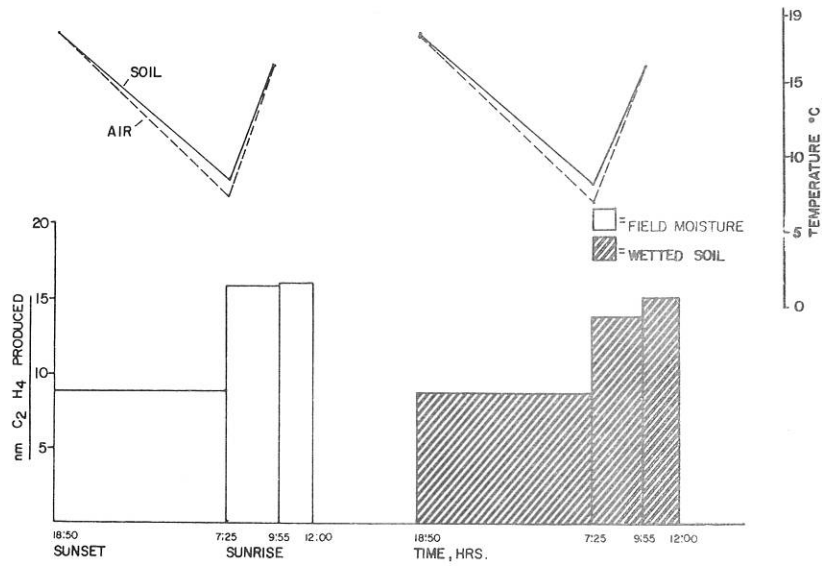 19
15
10
5
0
TEMPERATURE °C
SOIL
AIR
=FIELD MOISTURE
=WETTED SOIL
20
15
10
5
nm C2 H4 PRODUCED
18:50 7:25 9:55 12:00
SUNSET SUNRISE
18:50 7:25 9:55 12:00
TIME, HRS.